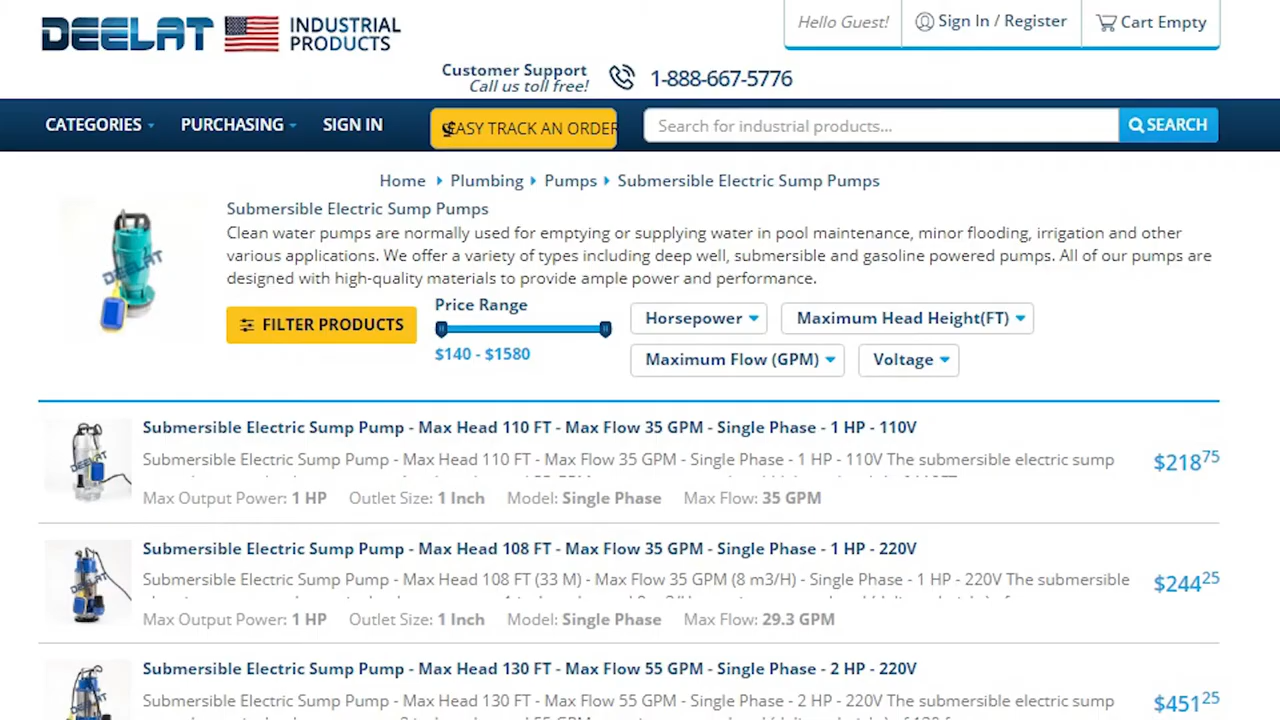 DEELAT INDUSTRIAL PRODUCTS
Hello Guest!
Sign In / Register
Cart Empty
Customer Support
Call us toll free!
1-888-667-5776
CATEGORIES
PURCHASING
SIGN IN
EASY TRACK AN ORDER
Search for industrial products...
SEARCH
Home Plumbing Pumps Submersible Electric Sump Pumps
DEELAT
Submersible Electric Sump Pumps
Clean water pumps are normally used for emptying or supplying water in pool maintenance, minor flooding, irrigation and other
various applications. We offer a variety of types including deep well, submersible and gasoline powered pumps. All of our pumps are
designed with high-quality materials to provide ample power and performance.
FILTER PRODUCTS
Price Range
$140 - $1580
Horsepower
Maximum Head Height(FT)
Maximum Flow (GPM)
Voltage
DEELAT
Submersible Electric Sump Pump - Max Head 110 FT - Max Flow 35 GPM - Single Phase - 1 HP - 110V
Submersible Electric Sump Pump - Max Head 110 FT - Max Flow 35 GPM - Single Phase - 1 HP - 110V The submersible electric sump
Max Output Power: 1 HP Outlet Size: 1 Inch Model: Single Phase Max Flow: 35 GPM
$218 75
DEELAT
Submersible Electric Sump Pump - Max Head 108 FT - Max Flow 35 GPM - Single Phase - 1 HP - 220V
Submersible Electric Sump Pump - Max Head 108 FT (33 M) - Max Flow 35 GPM (8 m3/H) - Single Phase - 1 HP - 220V The submersible
Max Output Power: 1 HP Outlet Size: 1 Inch Model: Single Phase Max Flow: 29.3 GPM
$244 25
Submersible Electric Sump Pump - Max Head 130 FT - Max Flow 55 GPM - Single Phase - 2 HP - 220V
Submersible Electric Sump Pump - Max Head 130 FT - Max Flow 55 GPM - Single Phase - 2 HP - 220V The submersible electric sump
$451 25